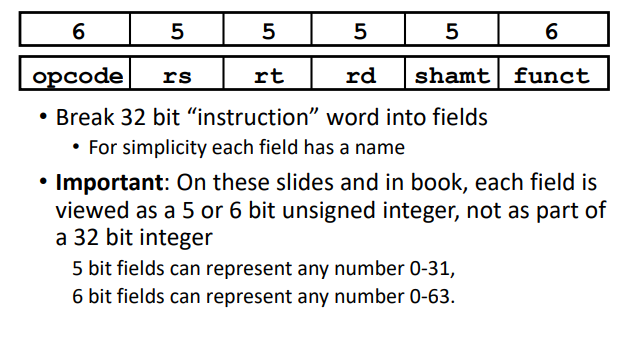 6 5 5 5 5 6
opcode rs rt rd shamt funct
• Break 32 bit “instruction” word into fields
• For simplicity each field has a name
• Important: On these slides and in book, each field is
viewed as a 5 or 6 bit unsigned integer, not as part of
a 32 bit integer
5 bit fields can represent any number 0-31,
6 bit fields can represent any number 0-63.